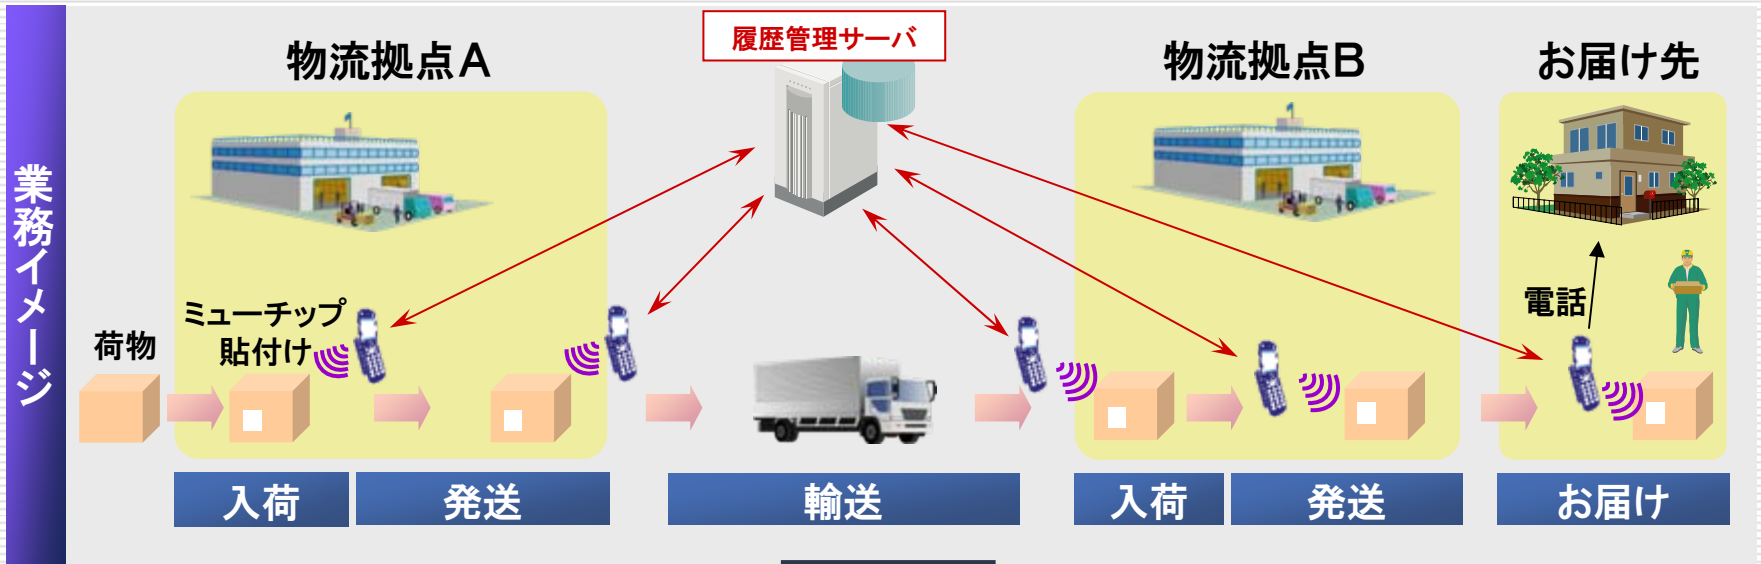 業務イメージ
物流拠点A
履歴管理サーバ
物流拠点B
お届け先
荷物
ミューチップ
貼付け
電話
入荷
発送
輸送
入荷
発送
お届け